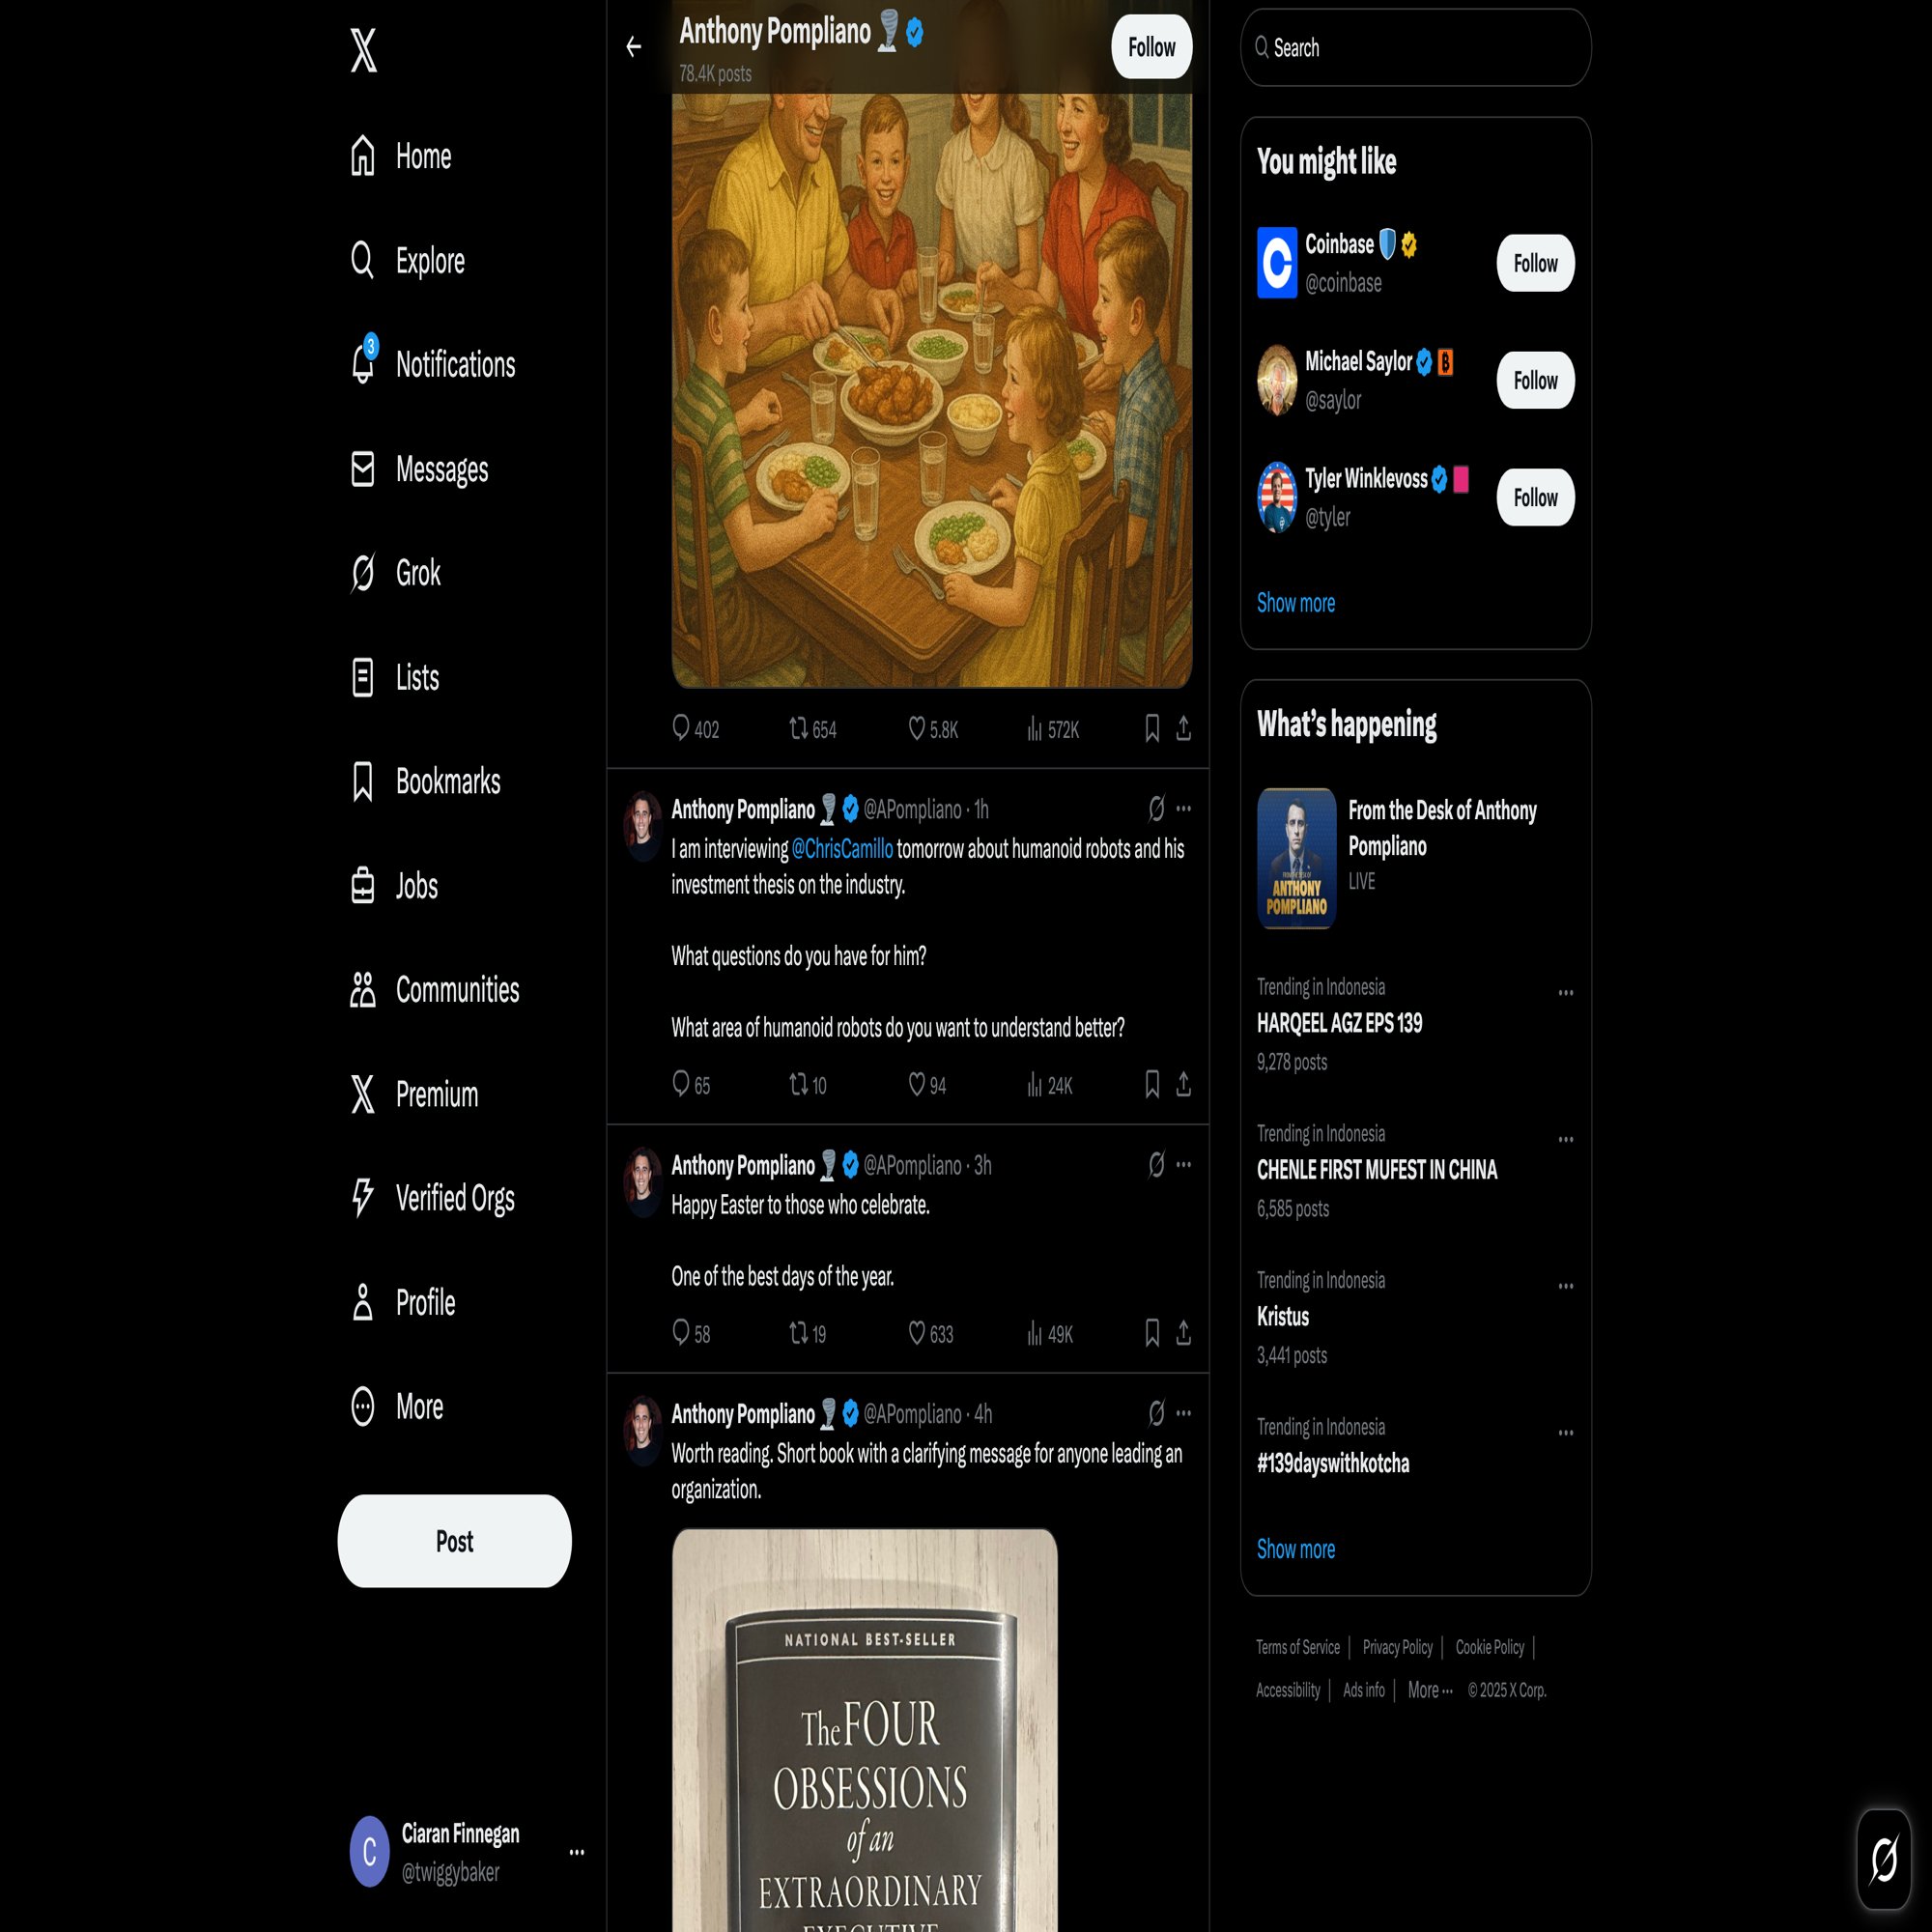 Home
Explore
3
Notifications
Messages
Grok
Lists
Bookmarks
Jobs
Communities
Premium
Verified Orgs
Profile
More
Post
C
Ciaran Finnegan
@twiggybaker
Anthony Pompliano
78.4K posts
Follow
402 654 5.8K 572K
Anthony Pompliano @APompliano · 1h
I am interviewing @ChrisCamillo tomorrow about humanoid robots and his
investment thesis on the industry.
What questions do you have for him?
What area of humanoid robots do you want to understand better?
65 10 94 24K
Anthony Pompliano @APompliano · 3h
Happy Easter to those who celebrate.
One of the best days of the year.
58 19 633 49K
Anthony Pompliano @APompliano · 4h
Worth reading. Short book with a clarifying message for anyone leading an
organization.
NATIONAL BEST-SELLER
The FOUR
OBSESSIONS
of an
EXTRAORDINARY
EXECUTIVE
Search
You might like
Coinbase
@coinbase
Follow
Michael Saylor
@saylor
Follow
Tyler Winklevoss
@tyler
Follow
Show more
What's happening
From the Desk of Anthony
Pompliano
LIVE
ANTHONY
POMPLIANO
Trending in Indonesia
HARQEEL AGZ EPS 139
9,278 posts
Trending in Indonesia
CHENLE FIRST MUFEST IN CHINA
6,585 posts
Trending in Indonesia
Kristus
3,441 posts
Trending in Indonesia
#139dayswithkotcha
Show more
Terms of Service | Privacy Policy | Cookie Policy |
Accessibility | Ads info | More ··· © 2025 X Corp.